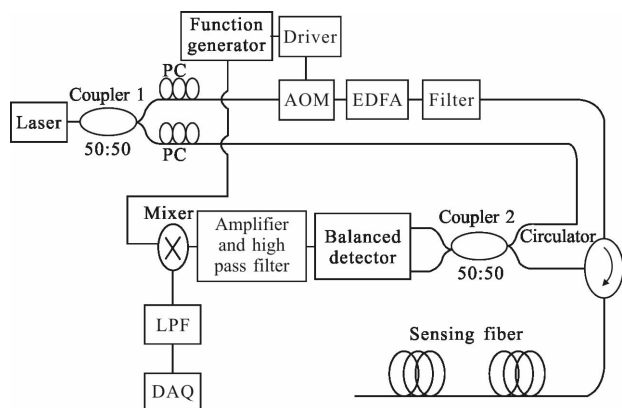 Function
generator
Driver
PC
Coupler 1
AOM
EDFA
Filter
Laser
50:50
PC
Mixer
Amplifier
and high
pass filter
Balanced
detector
Coupler 2
Circulator
50:50
LPF
Sensing fiber
DAQ